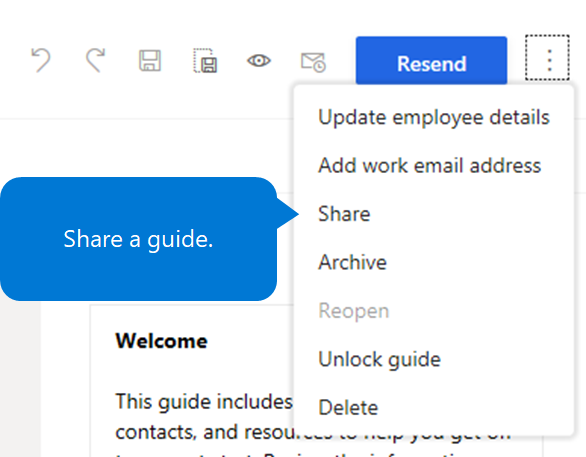 Resend
Update employee details
Add work email address
Share
Share a guide.
Archive
Reopen
Unlock guide
Delete
Welcome
This guide includes
contacts, and resources to help you get off